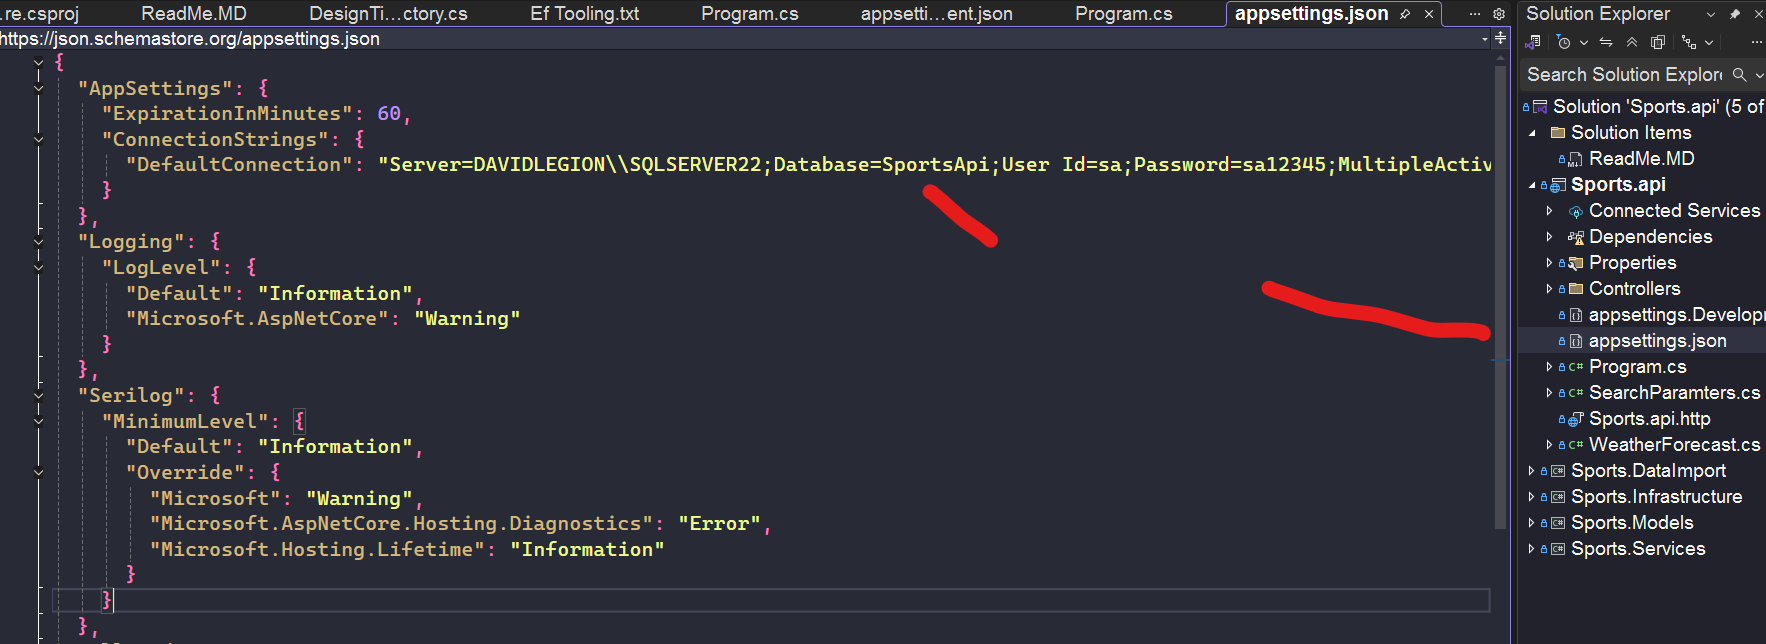 .re.csproj ReadMe.MD DesignTi...ctory.cs Ef Tooling.txt Program.cs appsetti...ent.json Program.cs appsettings.json
https://json.schemastore.org/appsettings.json
{
"AppSettings": {
"ExpirationInMinutes": 60,
"ConnectionStrings": {
"DefaultConnection": "Server=DAVIDLEGION\\SQLSERVER22;Database=SportsApi;User Id=sa;Password=sa12345;MultipleActiv
}
},
"Logging": {
"LogLevel": {
"Default": "Information",
"Microsoft.AspNetCore": "Warning"
}
},
"Serilog": {
"MinimumLevel": {
"Default": "Information",
"Override": {
"Microsoft": "Warning",
"Microsoft.AspNetCore.Hosting.Diagnostics": "Error",
"Microsoft.Hosting.Lifetime": "Information"
}
}
},
Solution Explorer
Search Solution Explore
Solution 'Sports.api' (5 of
Solution Items
ReadMe.MD
Sports.api
Connected Services
Dependencies
Properties
Controllers
appsettings.Develop
appsettings.json
C# Program.cs
C# SearchParamters.cs
Sports.api.http
C# WeatherForecast.cs
C# Sports.DataImport
C# Sports.Infrastructure
C# Sports.Models
C# Sports.Services